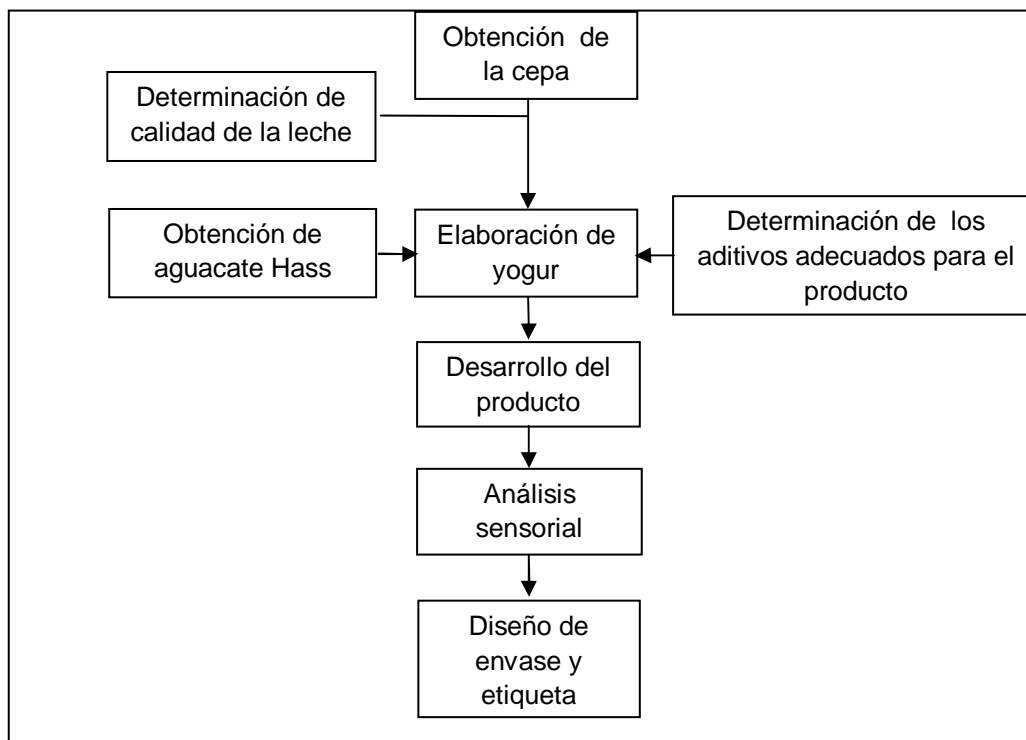 Obtención de
la cepa
Determinación de
calidad de la leche
Obtención de
aguacate Hass
Elaboración de
yogur
Determinación de los
aditivos adecuados para el
producto
Desarrollo del
producto
Análisis
sensorial
Diseño de
envase y
etiqueta